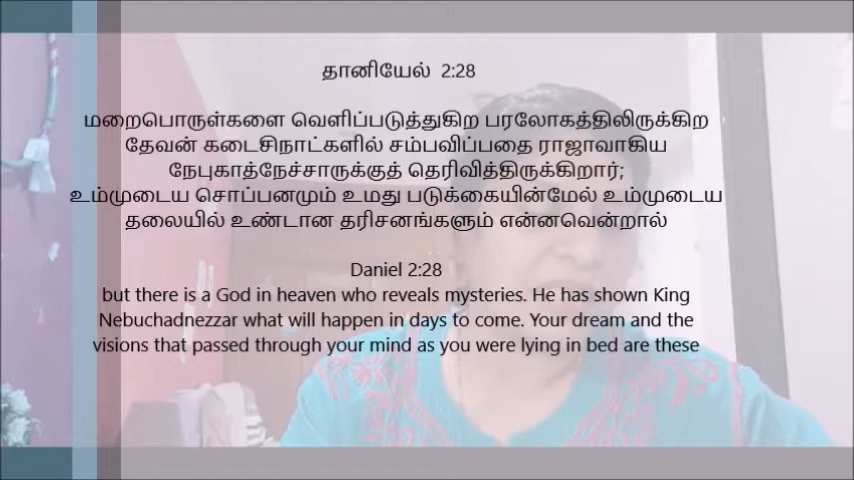 தானியேல் 2:28
மறைபொருள்களை வெளிப்படுத்துகிற பரலோகத்திலிருக்கிற
தேவன் கடைசிநாட்களில் சம்பவிப்பதை ராஜாவாகிய
நேபுகாத்நேச்சாருக்குத் தெரிவித்திருக்கிறார்;
உம்முடைய சொப்பனமும் உமது படுக்கையின்மேல் உம்முடைய
தலையில் உண்டான தரிசனங்களும் என்னவென்றால்
Daniel 2:28
but there is a God in heaven who reveals mysteries. He has shown King
Nebuchadnezzar what will happen in days to come. Your dream and the
visions that passed through your mind as you were lying in bed are these